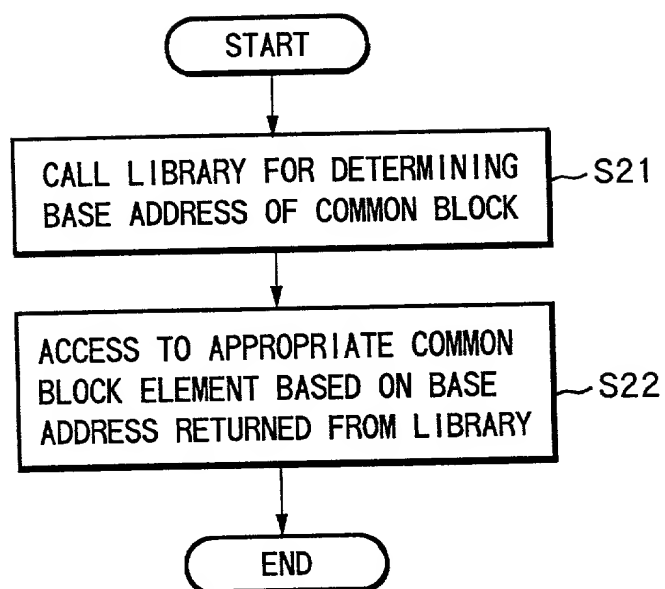 START
CALL LIBRARY FOR DETERMINING
BASE ADDRESS OF COMMON BLOCK
S21
ACCESS TO APPROPRIATE COMMON
BLOCK ELEMENT BASED ON BASE
ADDRESS RETURNED FROM LIBRARY
S22
END